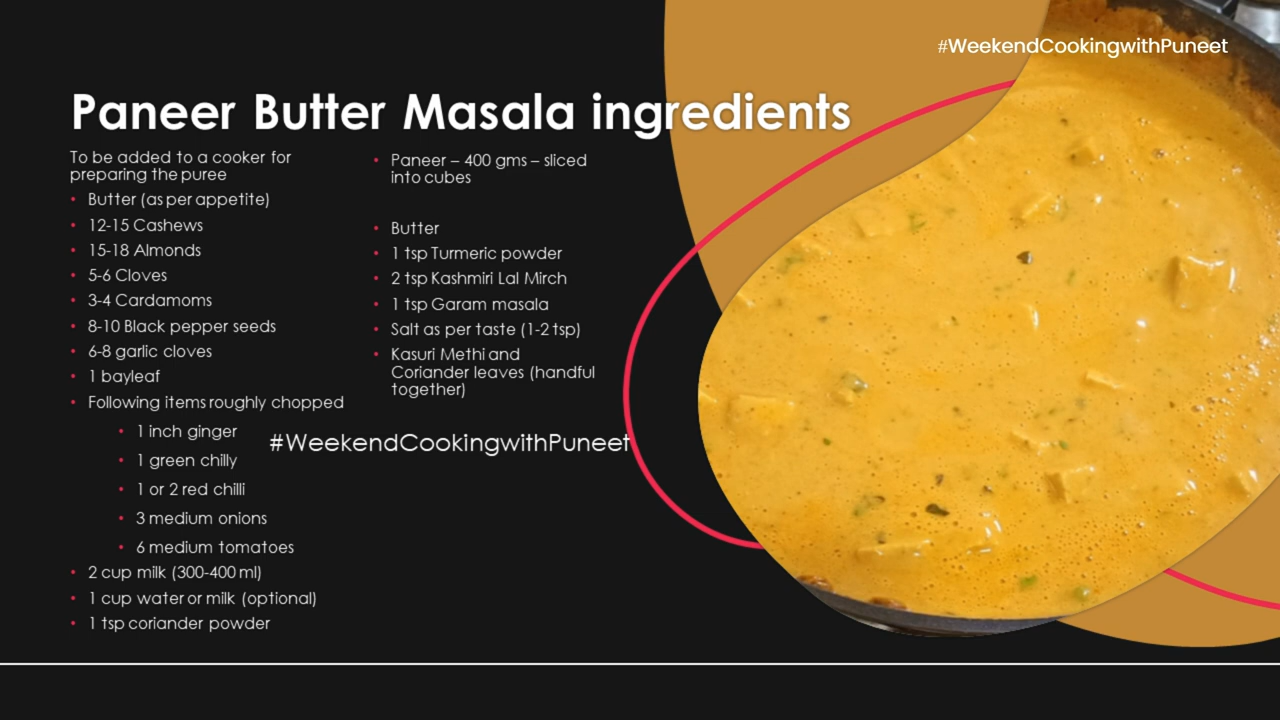 #WeekendCookingwithPuneet
Paneer Butter Masala ingredients
To be added to a cooker for
preparing the puree
• Butter (as per appetite)
• 12-15 Cashews
• 15-18 Almonds
• 5-6 Cloves
• 3-4 Cardamoms
• 8-10 Black pepper seeds
• 6-8 garlic cloves
• 1 bayleaf
• Following items roughly chopped
• 1 inch ginger
• 1 green chilly
• 1 or 2 red chilli
• 3 medium onions
• 6 medium tomatoes
• 2 cup milk (300-400 ml)
• 1 cup water or milk (optional)
• 1 tsp coriander powder
• Paneer – 400 gms – sliced
into cubes
• Butter
• 1 tsp Turmeric powder
• 2 tsp Kashmiri Lal Mirch
• 1 tsp Garam masala
• Salt as per taste (1-2 tsp)
• Kasuri Methi and
Coriander leaves (handful
together)
#WeekendCookingwithPuneet